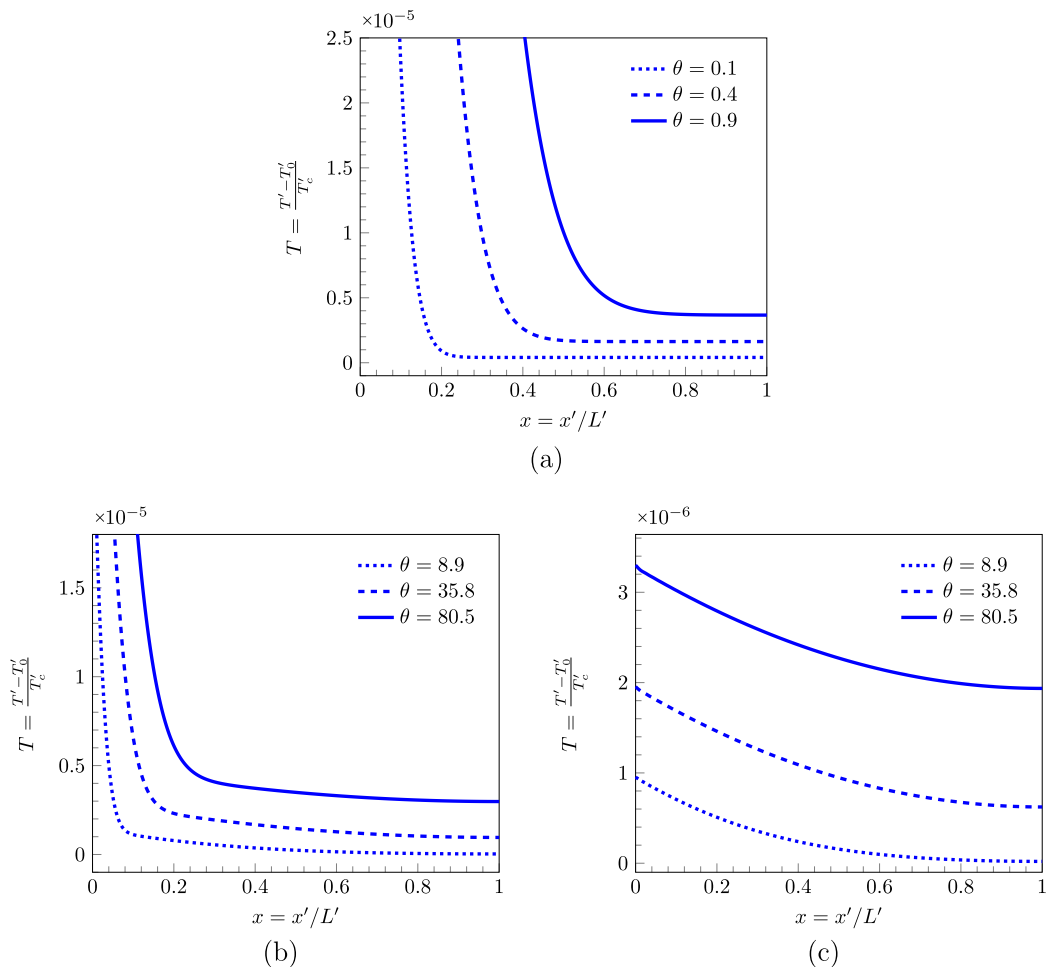 ×10−5
2.5
2
1.5
1
0.5
0
θ = 0.1
θ = 0.4
θ = 0.9
T = T′−T′0 / T′c
0 0.2 0.4 0.6 0.8 1
x = x′/L′
(a)
×10−5
1.5
1
0.5
0
θ = 8.9
θ = 35.8
θ = 80.5
T = T′−T′0 / T′c
0 0.2 0.4 0.6 0.8 1
x = x′/L′
(b)
×10−6
3
2
1
0
θ = 8.9
θ = 35.8
θ = 80.5
T = T′−T′0 / T′c
0 0.2 0.4 0.6 0.8 1
x = x′/L′
(c)